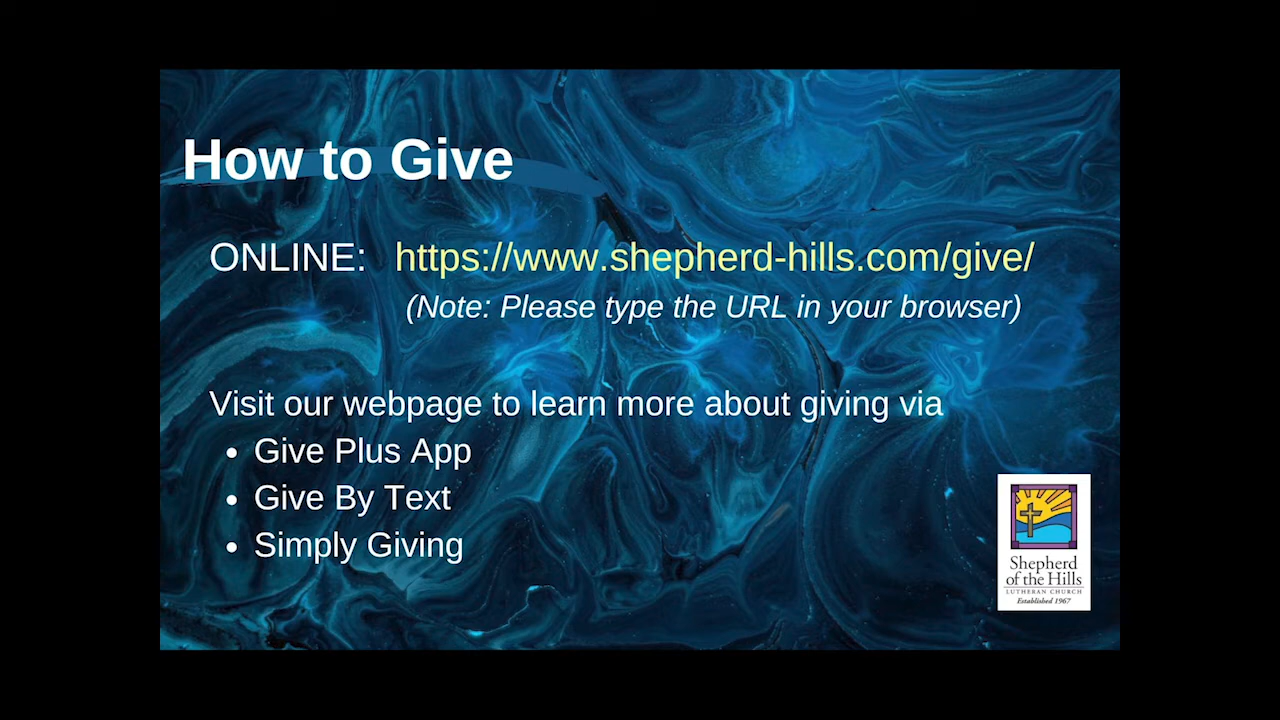 How to Give
ONLINE: https://www.shepherd-hills.com/give/
(Note: Please type the URL in your browser)
Visit our webpage to learn more about giving via
• Give Plus App
• Give By Text
• Simply Giving
Shepherd
of the Hills
LUTHERAN CHURCH
Established 1967